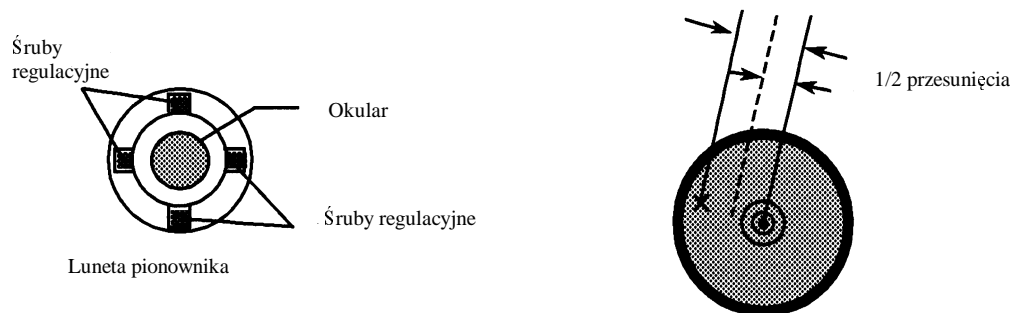 Śruby
regulacyjne
Okular
Śruby regulacyjne
Luneta pionownika
1/2 przesunięcia